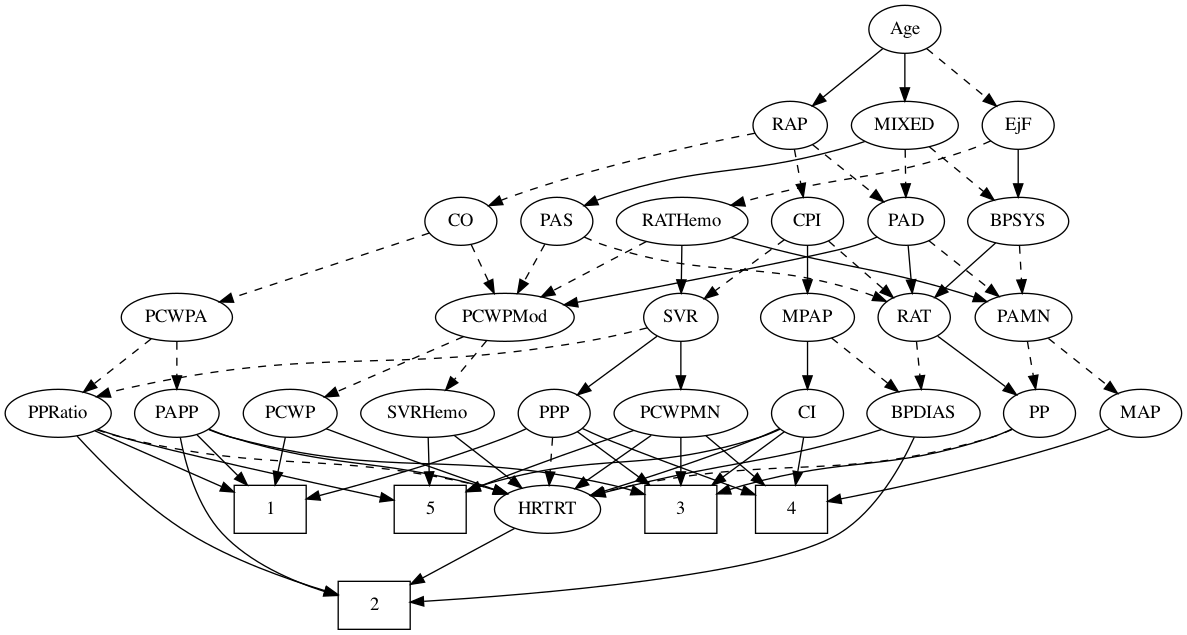 Age
RAP
MIXED
EjF
CO
PAS
RATHemo
CPI
PAD
BPSYS
PCWPA
PCWPMod
SVR
MPAP
RAT
PAMN
PPRatio
PAPP
PCWP
SVRHemo
PPP
PCWPMN
CI
BPDIAS
PP
MAP
1
5
HRTRT
3
4
2